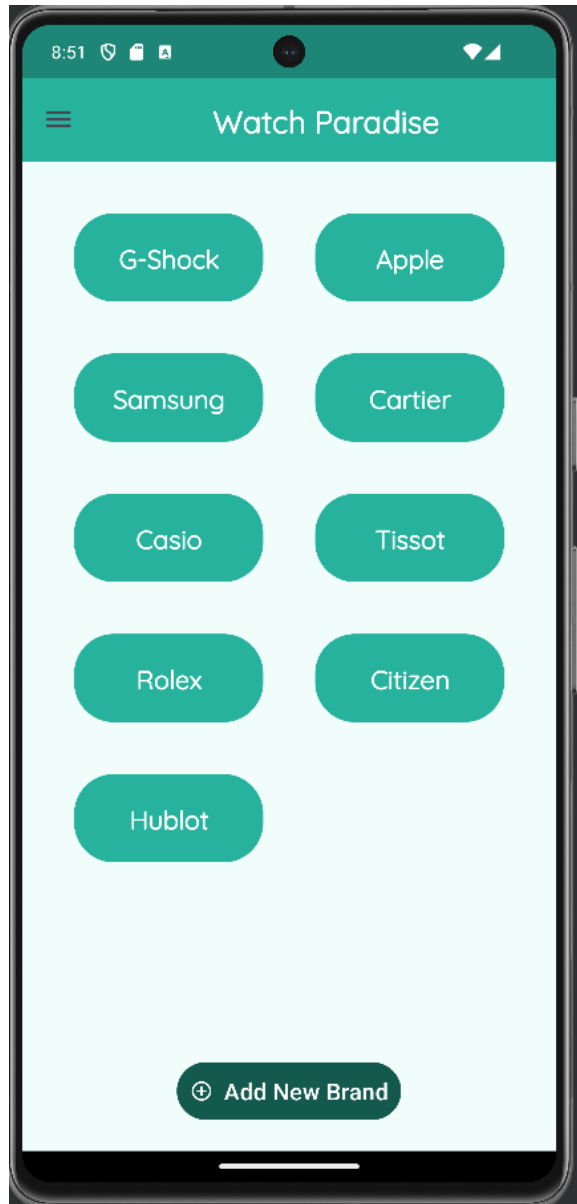 8:51
Watch Paradise
G-Shock Apple
Samsung Cartier
Casio Tissot
Rolex Citizen
Hublot
Add New Brand